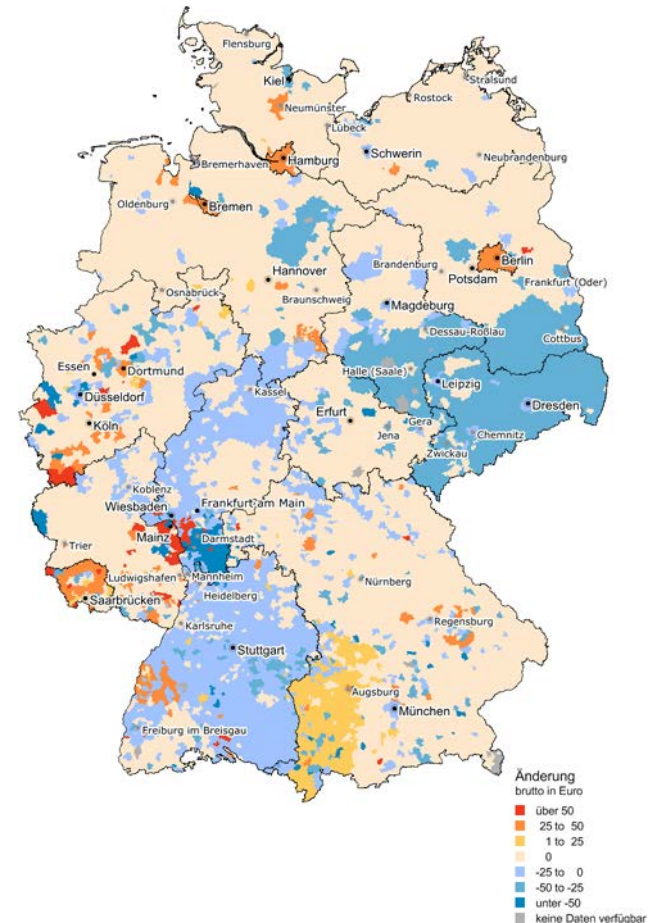 Flensburg
Kiel
Stralsund
Neumünster
Rostock
Lübeck
Schwerin
Neubrandenburg
Bremerhaven
Hamburg
Oldenburg
Bremen
Berlin
Brandenburg
Hannover
Potsdam
Frankfurt (Oder)
Osnabrück
Braunschweig
Magdeburg
Dessau-Roßlau
Cottbus
Essen
Dortmund
Halle (Saale)
Leipzig
Düsseldorf
Kassel
Dresden
Köln
Erfurt
Gera
Jena
Chemnitz
Zwickau
Koblenz
Wiesbaden
Frankfurt am Main
Mainz
Darmstadt
Trier
Ludwigshafen
Mannheim
Nürnberg
Saarbrücken
Heidelberg
Karlsruhe
Regensburg
Stuttgart
Augsburg
München
Freiburg im Breisgau
Änderung
brutto in Euro
über 50
25 to 50
1 to 25
0
-25 to 0
-50 to -25
unter -50
keine Daten verfügbar